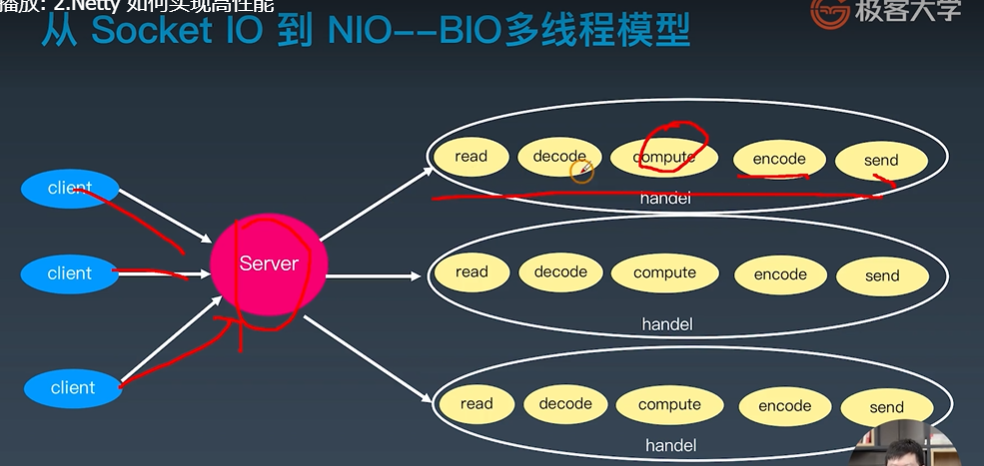 播放: 2.Netty 如何实现高性能
极客大学
从 Socket IO 到 NIO--BIO多线程模型
client
client
client
Server
read decode compute encode send
handel
read decode compute encode send
handel
read decode compute encode send
handel